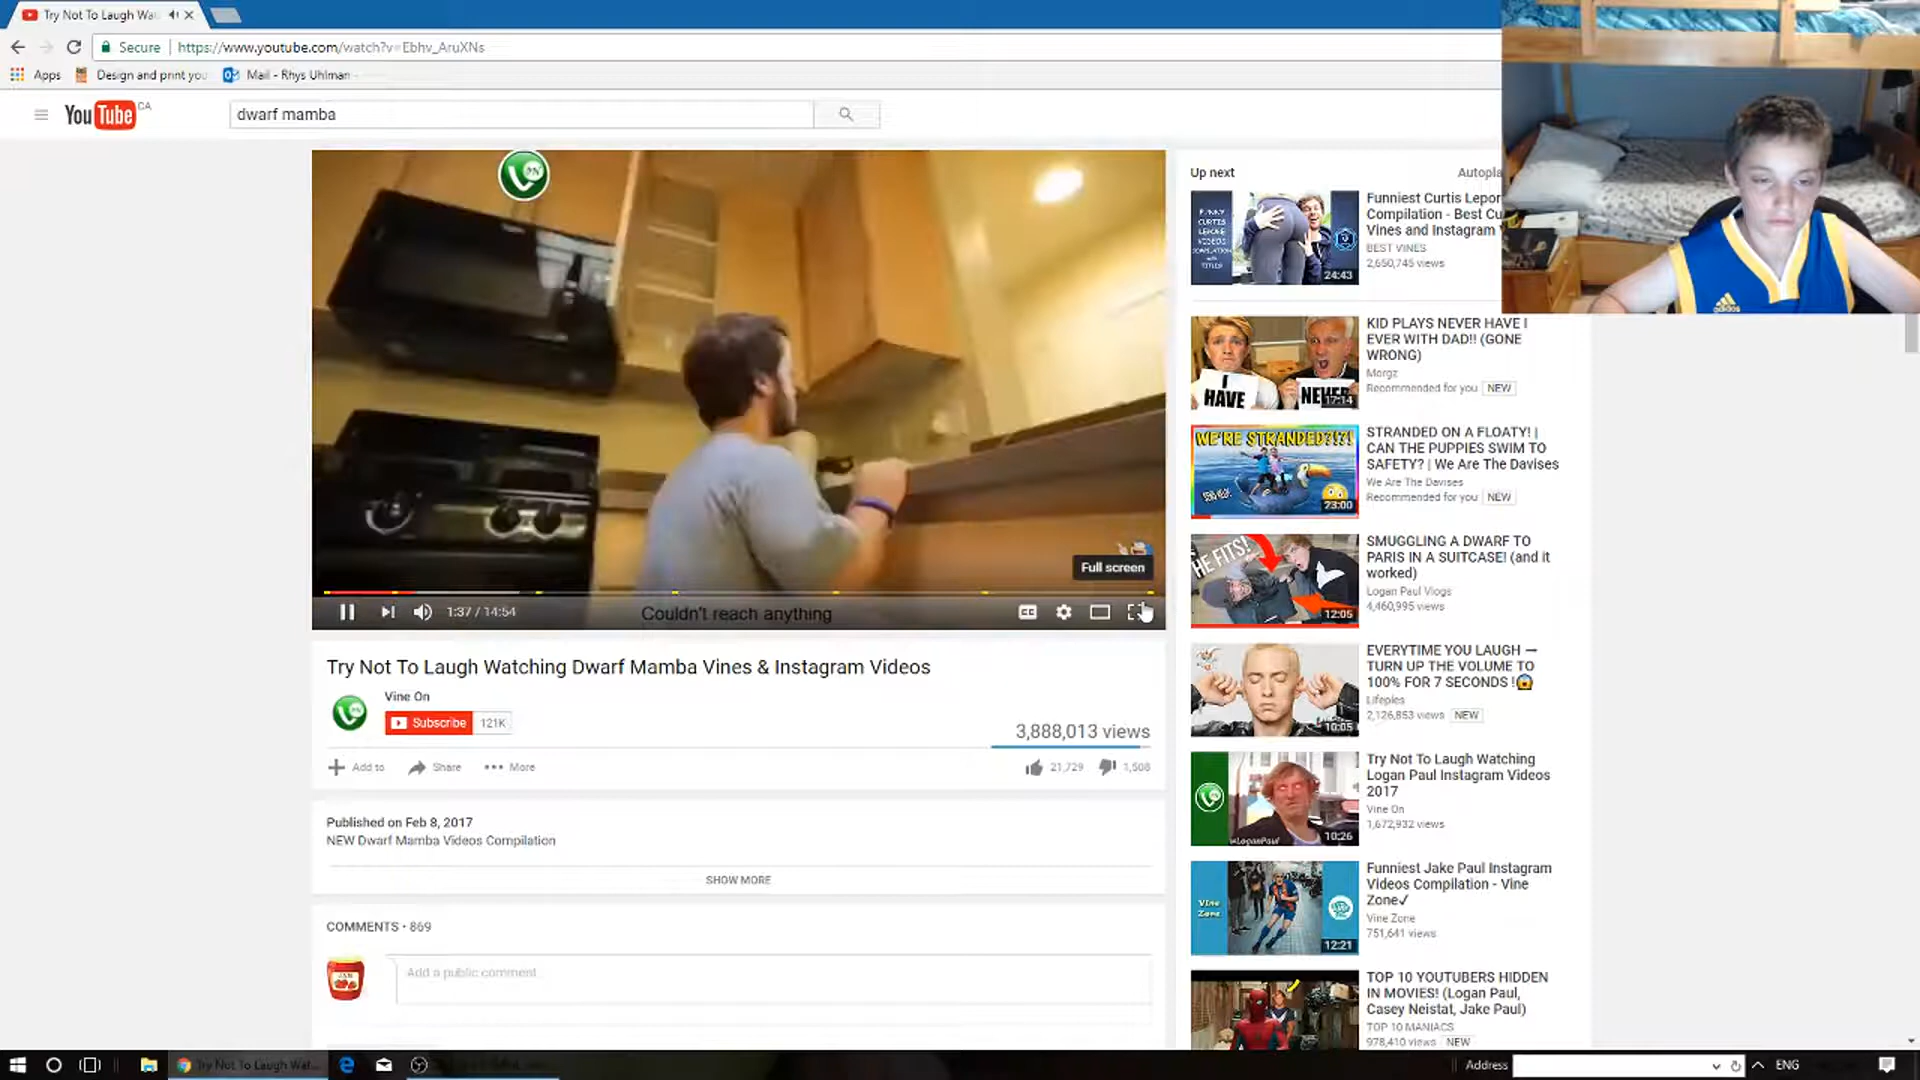 Try Not To Laugh Wat
Secure
https://www.youtube.com/watch?v=Ebhv_AruXNs
Apps
Design and print you
Mail - Rhys Uhlman
YouTube CA
dwarf mamba
Full screen
1:37 / 14:54
Couldn't reach anything
CC
Try Not To Laugh Watching Dwarf Mamba Vines & Instagram Videos
Vine On
Subscribe 121K
3,888,013 views
Add to
Share
More
21,729
1,508
Published on Feb 8, 2017
NEW Dwarf Mamba Videos Compilation
SHOW MORE
COMMENTS • 869
Add a public comment
Up next
Autopla
FUNNY
CURTIS
LEPORE
VIDEOS
24:43
Funniest Curtis Lepor
Compilation - Best Cu
Vines and Instagram
BEST VINES
2,650,745 views
I
HAVE
NEVER
17:14
KID PLAYS NEVER HAVE I
EVER WITH DAD!! (GONE
WRONG)
Morgz
Recommended for you NEW
WE'RE STRANDED?!?!
23:00
STRANDED ON A FLOATY! |
CAN THE PUPPIES SWIM TO
SAFETY? | We Are The Davises
We Are The Davises
Recommended for you NEW
HE FITS!
12:05
SMUGGLING A DWARF TO
PARIS IN A SUITCASE! (and it
worked)
Logan Paul Vlogs
4,460,995 views
10:05
EVERYTIME YOU LAUGH —
TURN UP THE VOLUME TO
100% FOR 7 SECONDS !
Lifeples
2,126,853 views NEW
10:26
Try Not To Laugh Watching
Logan Paul Instagram Videos
2017
Vine On
1,672,932 views
Vine
Zone
12:21
Funniest Jake Paul Instagram
Videos Compilation - Vine
Zone✓
Vine Zone
751,641 views
TOP 10 YOUTUBERS HIDDEN
IN MOVIES! (Logan Paul,
Casey Neistat, Jake Paul)
TOP 10 MANIACS
978,410 views NEW
adidas
Try Not To Laugh Wat...
Address
ENG